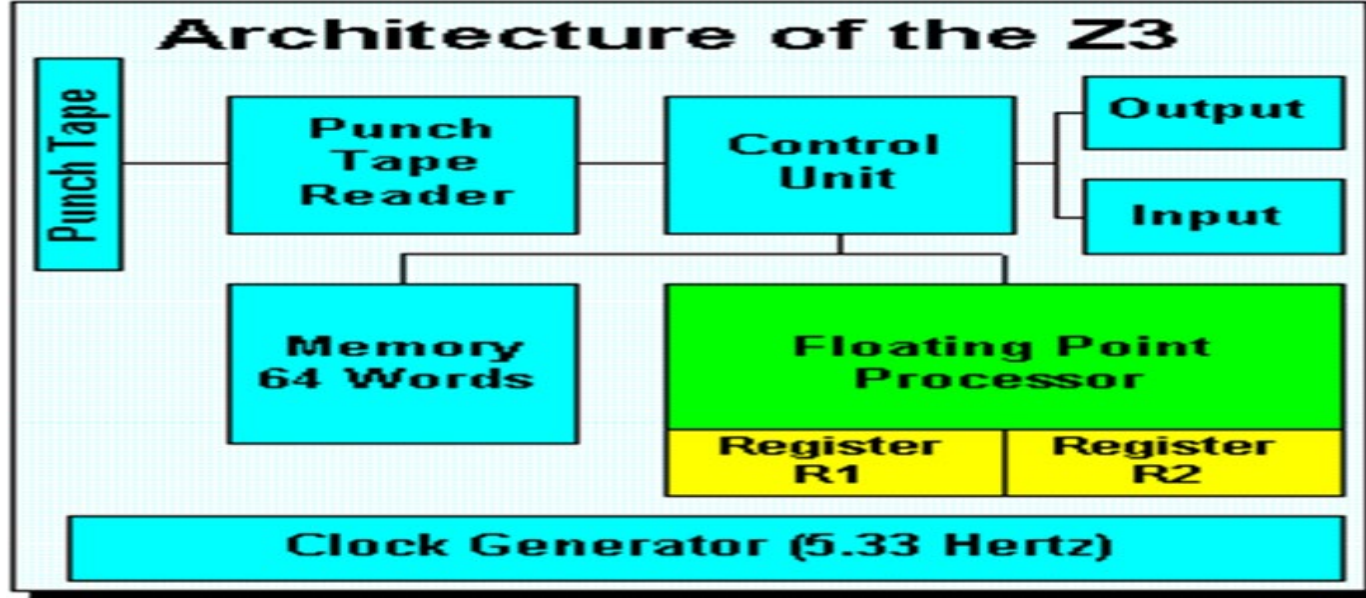 Architecture of the Z3
Punch Tape
Punch
Tape
Reader
Control
Unit
Output
Input
Memory
64 Words
Floating Point
Processor
Register
R1
Register
R2
Clock Generator (5.33 Hertz)